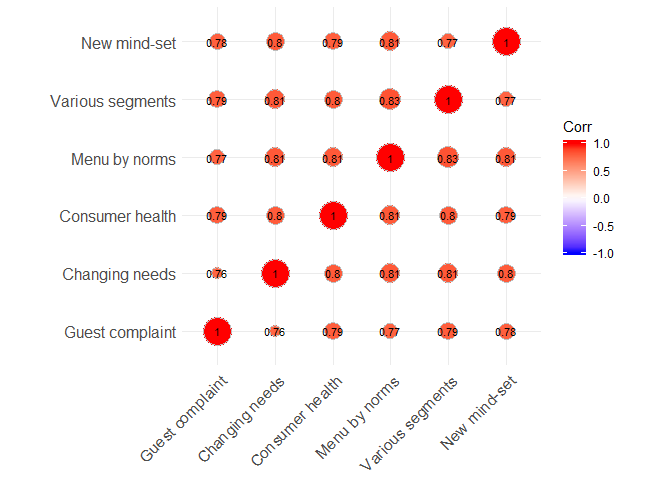 New mind-set 0.78 0.8 0.79 0.81 0.77 1
Various segments 0.79 0.81 0.8 0.83 1 0.77
Menu by norms 0.77 0.81 0.81 1 0.83 0.81
Consumer health 0.79 0.8 1 0.81 0.8 0.79
Changing needs 0.76 1 0.8 0.81 0.81 0.8
Guest complaint 1 0.76 0.79 0.77 0.79 0.78
Guest complaint
Changing needs
Consumer health
Menu by norms
Various segments
New mind-set
Corr
1.0
0.5
0.0
-0.5
-1.0